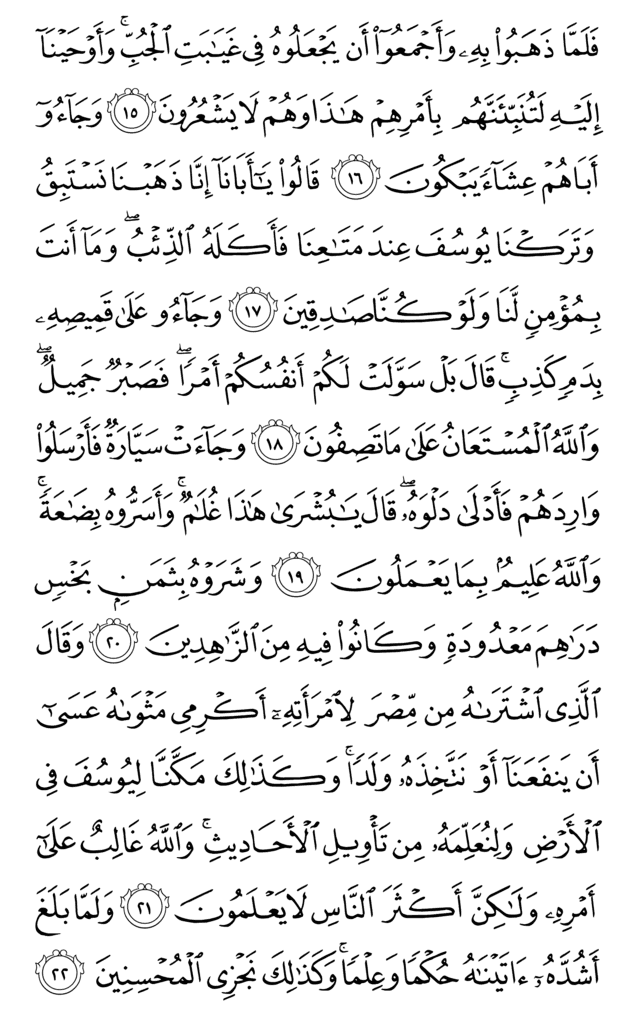 فَلَمَّا ذَهَبُوا۟ بِهِۦ وَأَجْمَعُوٓا۟ أَن يَجْعَلُوهُ فِى غَيَـٰبَتِ ٱلْجُبِّ ۚ وَأَوْحَيْنَآ
إِلَيْهِ لَتُنَبِّئَنَّهُم بِأَمْرِهِمْ هَـٰذَا وَهُمْ لَا يَشْعُرُونَ ١٥ وَجَآءُوٓ
أَبَاهُمْ عِشَآءً يَبْكُونَ ١٦ قَالُوا۟ يَـٰٓأَبَانَآ إِنَّا ذَهَبْنَا نَسْتَبِقُ
وَتَرَكْنَا يُوسُفَ عِندَ مَتَـٰعِنَا فَأَكَلَهُ ٱلذِّئْبُ ۖ وَمَآ أَنتَ
بِمُؤْمِنٍ لَّنَا وَلَوْ كُنَّا صَـٰدِقِينَ ١٧ وَجَآءُو عَلَىٰ قَمِيصِهِۦ
بِدَمٍ كَذِبٍ ۚ قَالَ بَلْ سَوَّلَتْ لَكُمْ أَنفُسُكُمْ أَمْرًا ۖ فَصَبْرٌ جَمِيلٌ ۖ
وَٱللَّهُ ٱلْمُسْتَعَانُ عَلَىٰ مَا تَصِفُونَ ١٨ وَجَآءَتْ سَيَّارَةٌ فَأَرْسَلُوا۟
وَارِدَهُمْ فَأَدْلَىٰ دَلْوَهُۥ ۖ قَالَ يَـٰبُشْرَىٰ هَـٰذَا غُلَـٰمٌ ۚ وَأَسَرُّوهُ بِضَـٰعَةً ۚ
وَٱللَّهُ عَلِيمٌۢ بِمَا يَعْمَلُونَ ١٩ وَشَرَوْهُ بِثَمَنٍۭ بَخْسٍ
دَرَٰهِمَ مَعْدُودَةٍ وَكَانُوا۟ فِيهِ مِنَ ٱلزَّٰهِدِينَ ٢٠ وَقَالَ
ٱلَّذِى ٱشْتَرَىٰهُ مِن مِّصْرَ لِٱمْرَأَتِهِۦٓ أَكْرِمِى مَثْوَىٰهُ عَسَىٰٓ
أَن يَنفَعَنَآ أَوْ نَتَّخِذَهُۥ وَلَدًا ۚ وَكَذَٰلِكَ مَكَّنَّا لِيُوسُفَ فِى
ٱلْأَرْضِ وَلِنُعَلِّمَهُۥ مِن تَأْوِيلِ ٱلْأَحَادِيثِ ۚ وَٱللَّهُ غَالِبٌ عَلَىٰٓ
أَمْرِهِۦ وَلَـٰكِنَّ أَكْثَرَ ٱلنَّاسِ لَا يَعْلَمُونَ ٢١ وَلَمَّا بَلَغَ
أَشُدَّهُۥٓ ءَاتَيْنَـٰهُ حُكْمًا وَعِلْمًا ۚ وَكَذَٰلِكَ نَجْزِى ٱلْمُحْسِنِينَ ٢٢